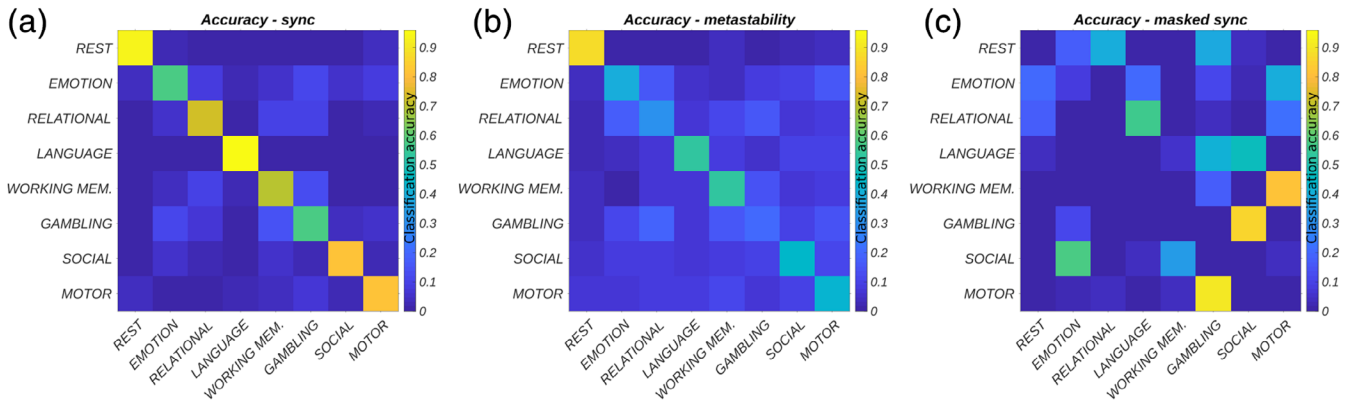 (a)
Accuracy - sync
REST
EMOTION
RELATIONAL
LANGUAGE
WORKING MEM.
GAMBLING
SOCIAL
MOTOR
REST
EMOTION
RELATIONAL
LANGUAGE
WORKING MEM.
GAMBLING
SOCIAL
MOTOR
0.9
0.8
0.7
0.6
0.5
0.4
0.3
0.2
0.1
0
Classification accuracy
(b)
Accuracy - metastability
REST
EMOTION
RELATIONAL
LANGUAGE
WORKING MEM.
GAMBLING
SOCIAL
MOTOR
REST
EMOTION
RELATIONAL
LANGUAGE
WORKING MEM.
GAMBLING
SOCIAL
MOTOR
0.9
0.8
0.7
0.6
0.5
0.4
0.3
0.2
0.1
0
Classification accuracy
(c)
Accuracy - masked sync
REST
EMOTION
RELATIONAL
LANGUAGE
WORKING MEM.
GAMBLING
SOCIAL
MOTOR
REST
EMOTION
RELATIONAL
LANGUAGE
WORKING MEM.
GAMBLING
SOCIAL
MOTOR
0.9
0.8
0.7
0.6
0.5
0.4
0.3
0.2
0.1
0
Classification accuracy